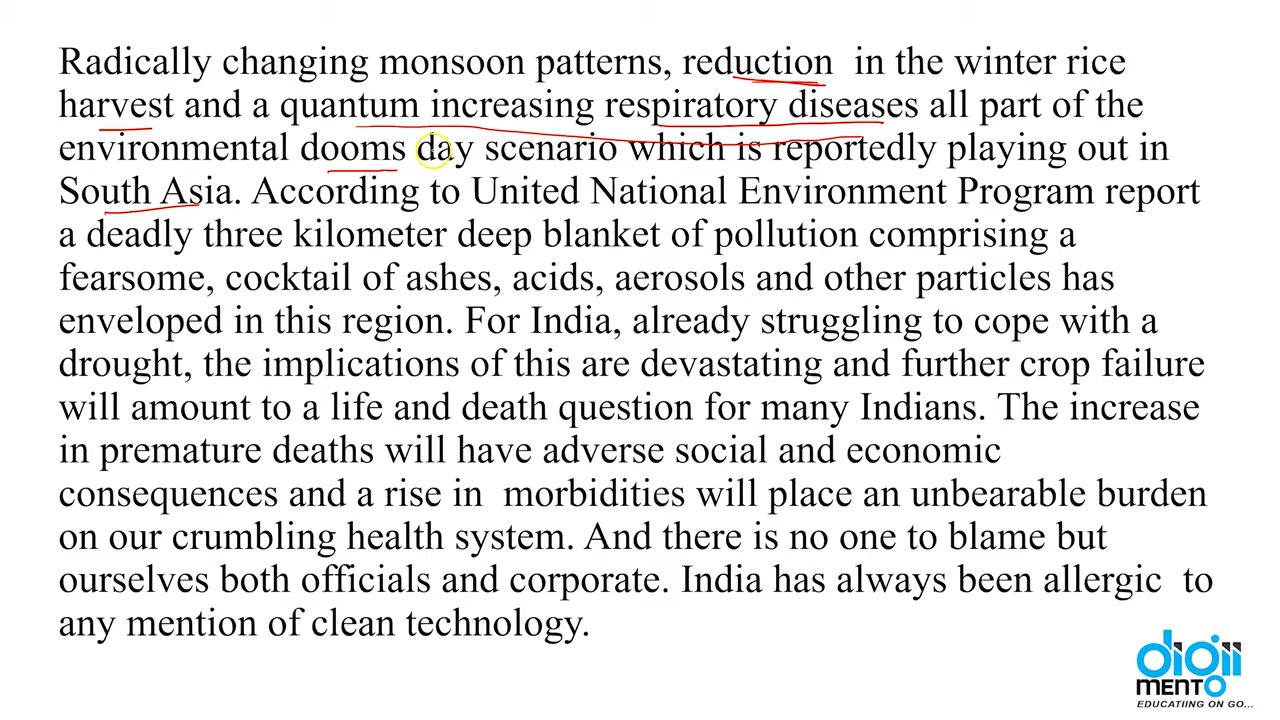 Radically changing monsoon patterns, reduction in the winter rice
harvest and a quantum increasing respiratory diseases all part of the
environmental dooms day scenario which is reportedly playing out in
South Asia. According to United National Environment Program report
a deadly three kilometer deep blanket of pollution comprising a
fearsome, cocktail of ashes, acids, aerosols and other particles has
enveloped in this region. For India, already struggling to cope with a
drought, the implications of this are devastating and further crop failure
will amount to a life and death question for many Indians. The increase
in premature deaths will have adverse social and economic
consequences and a rise in morbidities will place an unbearable burden
on our crumbling health system. And there is no one to blame but
ourselves both officials and corporate. India has always been allergic to
any mention of clean technology.
digii
MENTO
EDUCATIING ON GO...